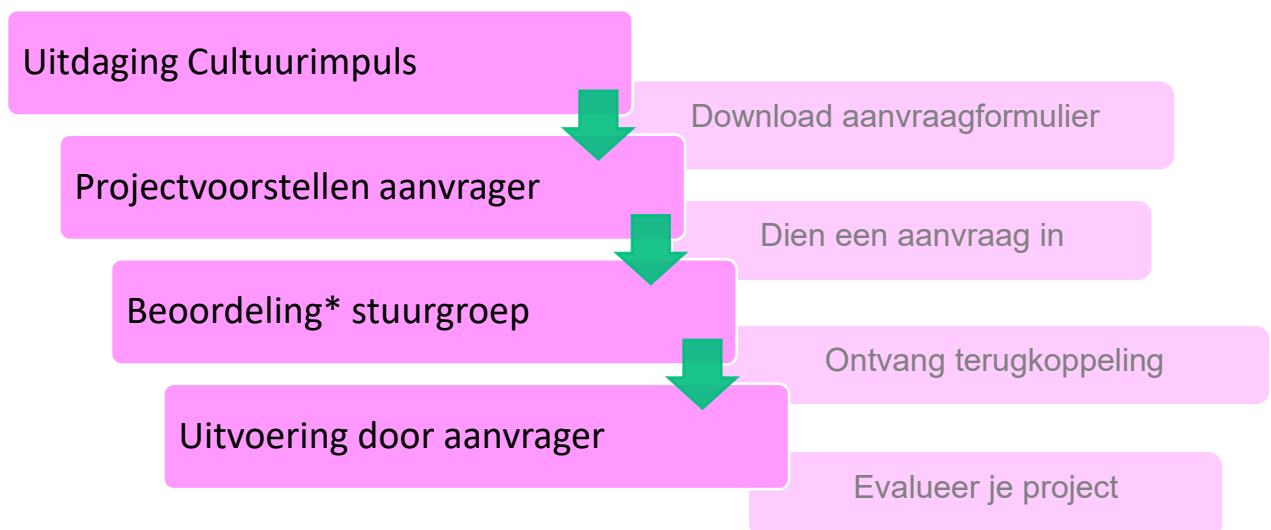 Uitdaging Cultuurimpuls
Download aanvraagformulier
Projectvoorstellen aanvrager
Dien een aanvraag in
Beoordeling* stuurgroep
Ontvang terugkoppeling
Uitvoering door aanvrager
Evalueer je project